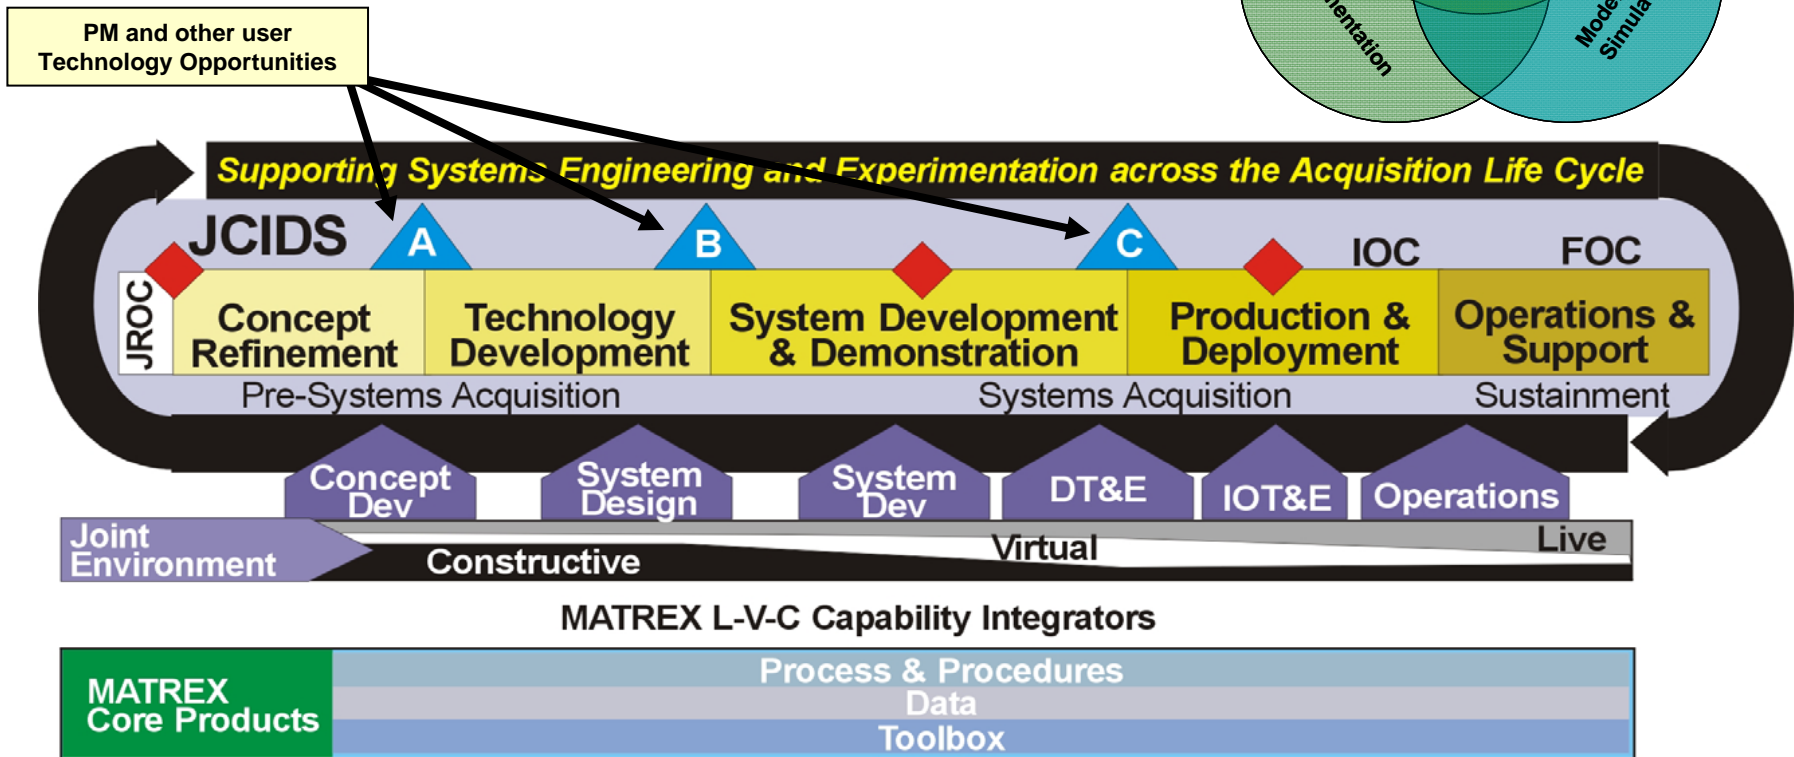 PM and other user
Technology Opportunities
Supporting Systems Engineering and Experimentation across the Acquisition Life Cycle
JCIDS
A
B
C
IOC
FOC
JROC
Concept
Refinement
Technology
Development
System Development
& Demonstration
Production &
Deployment
Operations &
Support
Pre-Systems Acquisition
Systems Acquisition
Sustainment
Concept
Dev
System
Design
System
Dev
DT&E
IOT&E
Operations
Joint
Environment
Constructive
Virtual
Live
MATREX L-V-C Capability Integrators
MATREX
Core Products
Process & Procedures
Data
Toolbox